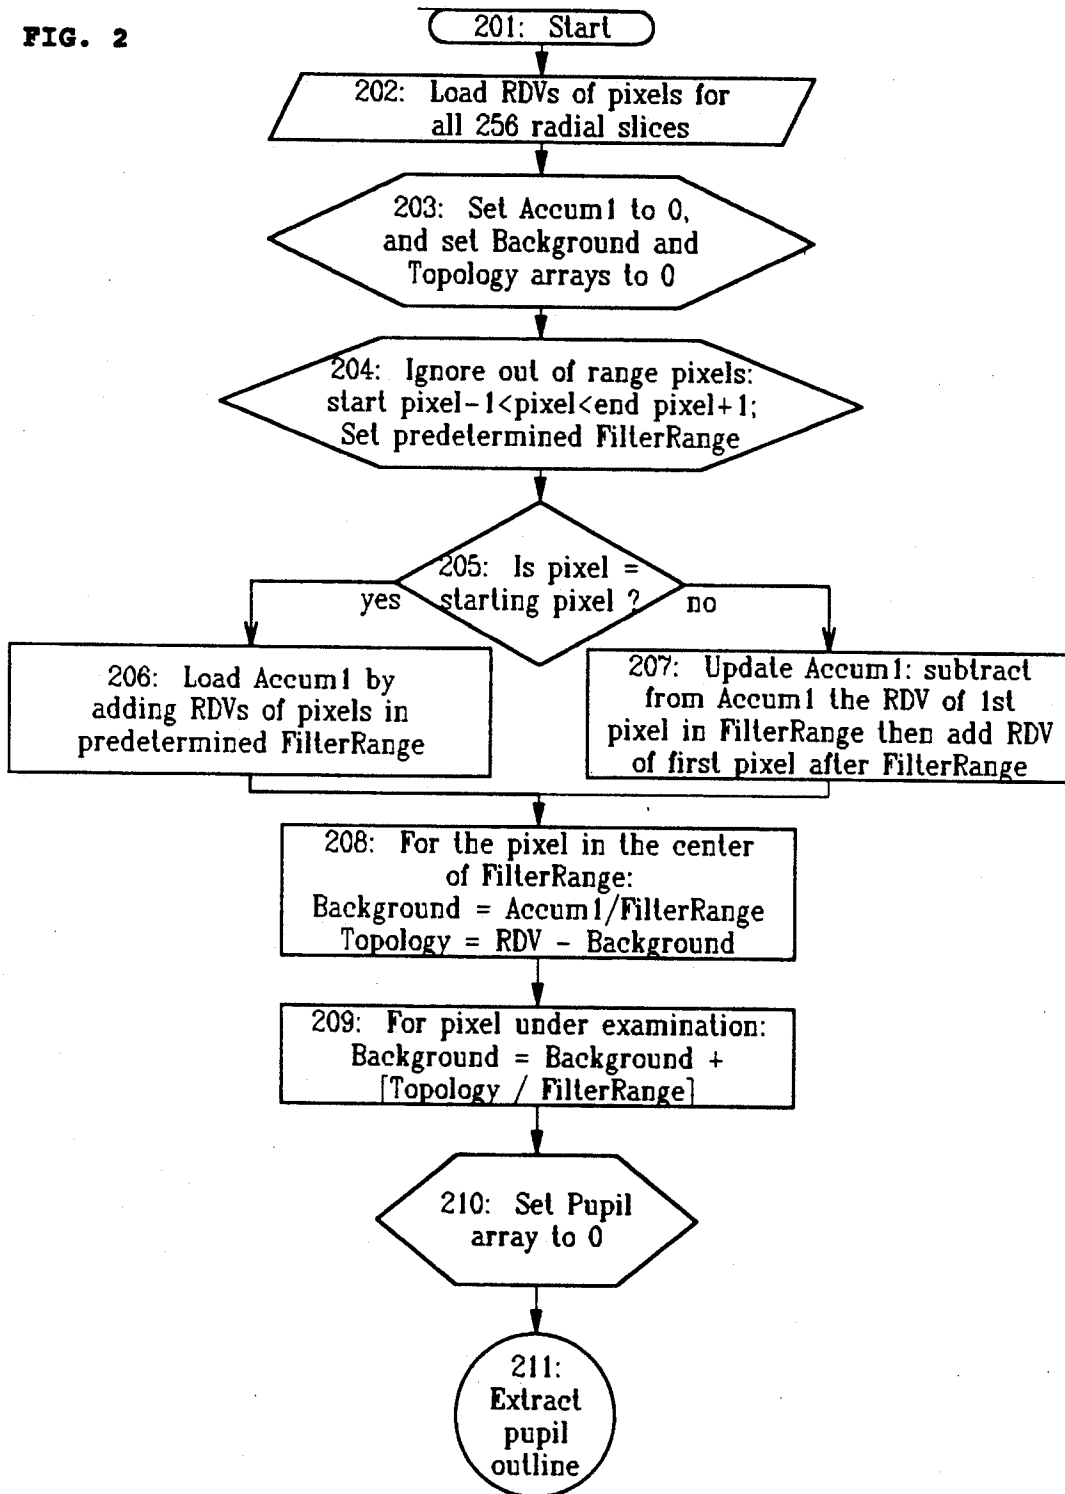 FIG. 2
201: Start
202: Load RDVs of pixels for
all 256 radial slices
203: Set Accum1 to 0,
and set Background and
Topology arrays to 0
204: Ignore out of range pixels:
start pixel-1<pixel<end pixel+1;
Set predetermined FilterRange
205: Is pixel =
starting pixel ?
yes
no
206: Load Accum1 by
adding RDVs of pixels in
predetermined FilterRange
207: Update Accum1: subtract
from Accum1 the RDV of 1st
pixel in FilterRange then add RDV
of first pixel after FilterRange
208: For the pixel in the center
of FilterRange:
Background = Accum1/FilterRange
Topology = RDV - Background
209: For pixel under examination:
Background = Background +
[Topology / FilterRange]
210: Set Pupil
array to 0
211:
Extract
pupil
outline